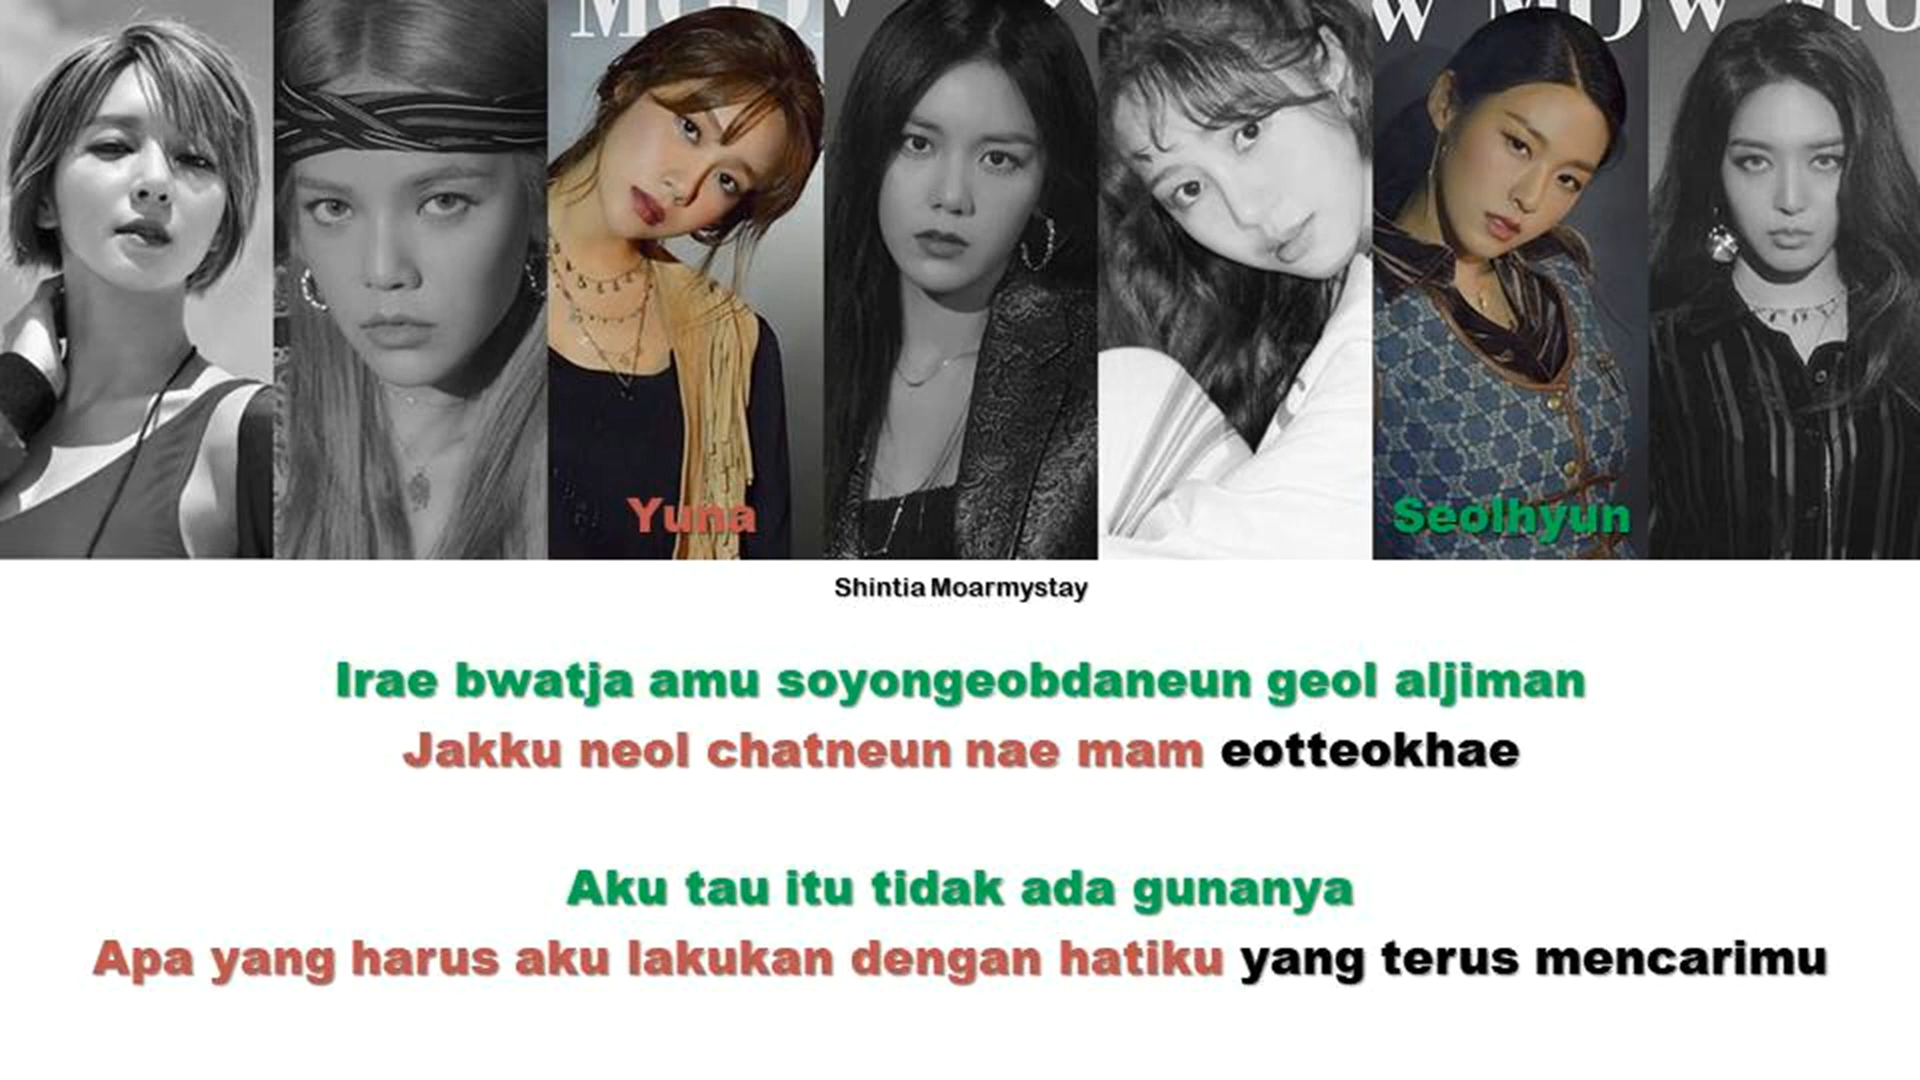 Yuna
Seolhyun
Shintia Moarmystay
Irae bwatja amu soyongeobdaneun geol aljiman
Jakku neol chatneun nae mam eotteokhae
Aku tau itu tidak ada gunanya
Apa yang harus aku lakukan dengan hatiku yang terus mencarimu